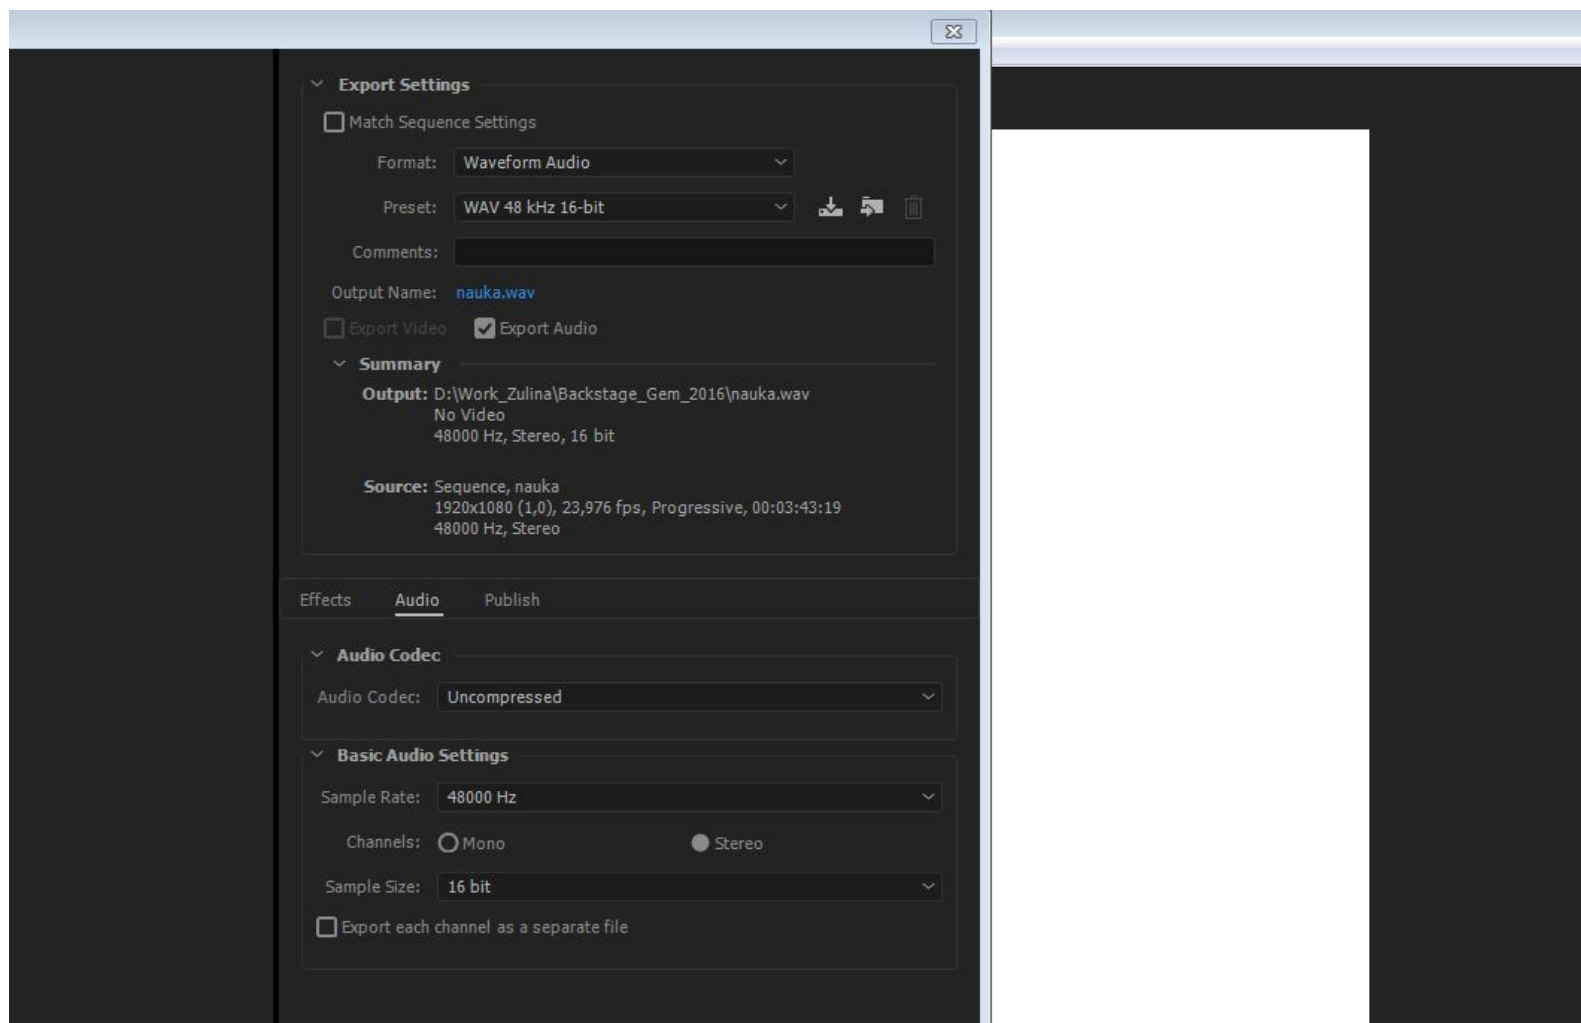 Export Settings
Match Sequence Settings
Format: Waveform Audio
Preset: WAV 48 kHz 16-bit
Comments:
Output Name: nauka.wav
Export Video Export Audio
Summary
Output: D:\Work_Zulina\Backstage_Gem_2016\nauka.wav
No Video
48000 Hz, Stereo, 16 bit
Source: Sequence, nauka
1920x1080 (1,0), 23,976 fps, Progressive, 00:03:43:19
48000 Hz, Stereo
Effects Audio Publish
Audio Codec
Audio Codec: Uncompressed
Basic Audio Settings
Sample Rate: 48000 Hz
Channels: Mono Stereo
Sample Size: 16 bit
Export each channel as a separate file